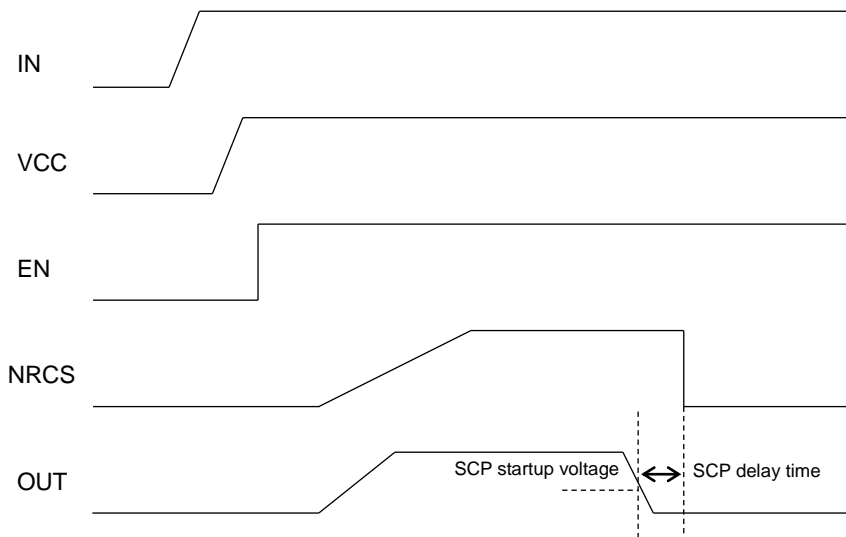 IN
VCC
EN
NRCS
OUT
SCP startup voltage
SCP delay time